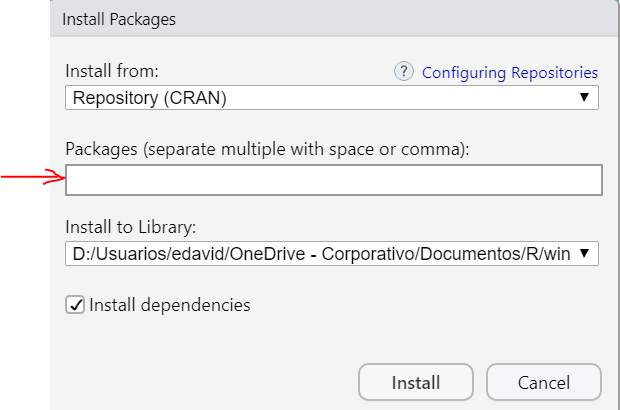 Install Packages
Install from:
? Configuring Repositories
Repository (CRAN)
Packages (separate multiple with space or comma):
Install to Library:
D:/Usuarios/edavid/OneDrive - Corporativo/Documentos/R/win
Install dependencies
Install Cancel